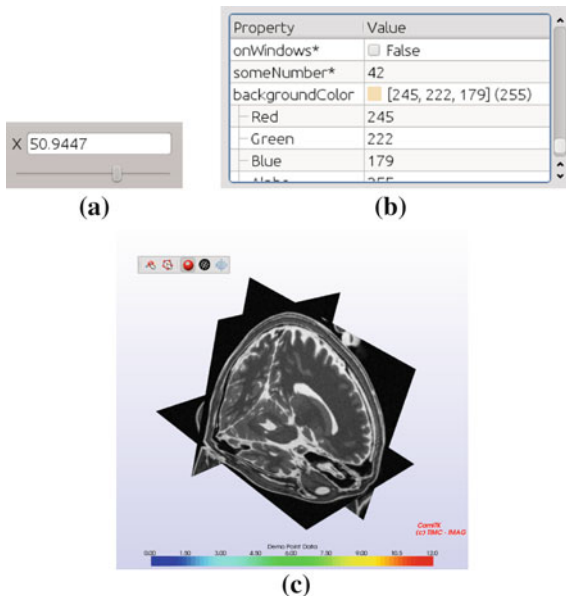 X 50.9447
(a)
Property Value
onWindows* False
someNumber* 42
backgroundColor [245, 222, 179] (255)
Red 245
Green 222
Blue 179
Alpha 255
(b)
CamiTK
(c) TIMC - IMAG
Demo Point Data
0.00 1.50 3.00 4.50 6.00 7.50 9.00 10.5 12.0
(c)